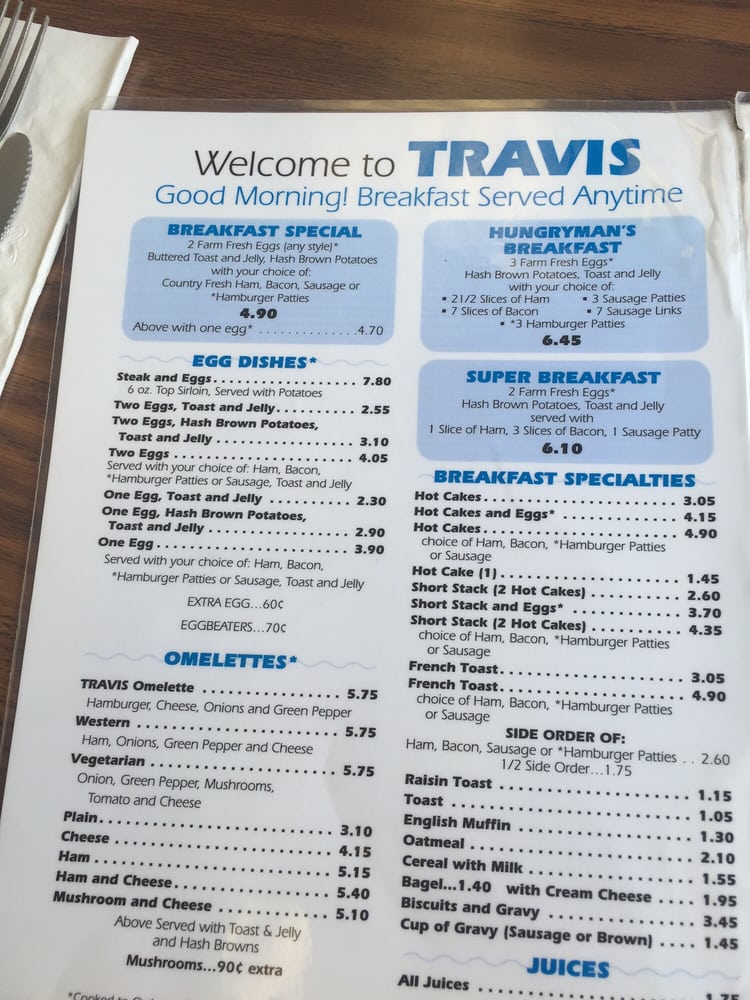 Welcome to TRAVIS
Good Morning! Breakfast Served Anytime
BREAKFAST SPECIAL
2 Farm Fresh Eggs (any style)*
Buttered Toast and Jelly, Hash Brown Potatoes
with your choice of:
Country Fresh Ham, Bacon, Sausage or
*Hamburger Patties
4.90
Above with one egg* . . . . . . . . . . . . . .4.70
EGG DISHES*
Steak and Eggs. . . . . . . . . . . . . . . . . . . 7.80
6 oz. Top Sirloin, Served with Potatoes
Two Eggs, Toast and Jelly. . . . . . . . . . . 2.55
Two Eggs, Hash Brown Potatoes,
Toast and Jelly . . . . . . . . . . . . . . . . . . 3.10
Two Eggs . . . . . . . . . . . . . . . . . . . . . . . 4.05
Served with your choice of: Ham, Bacon,
*Hamburger Patties or Sausage, Toast and Jelly
One Egg, Toast and Jelly . . . . . . . . . . . . 2.30
One Egg, Hash Brown Potatoes,
Toast and Jelly . . . . . . . . . . . . . . . . . . 2.90
One Egg . . . . . . . . . . . . . . . . . . . . . . . . 3.90
Served with your choice of: Ham, Bacon,
*Hamburger Patties or Sausage, Toast and Jelly
EXTRA EGG...60¢
EGGBEATERS...70¢
OMELETTES*
TRAVIS Omelette . . . . . . . . . . . . . . . . . 5.75
Hamburger, Cheese, Onions and Green Pepper
Western . . . . . . . . . . . . . . . . . . . . . . . . 5.75
Ham, Onions, Green Pepper and Cheese
Vegetarian . . . . . . . . . . . . . . . . . . . . . . 5.75
Onion, Green Pepper, Mushrooms,
Tomato and Cheese
Plain. . . . . . . . . . . . . . . . . . . . . . . . . . . 3.10
Cheese . . . . . . . . . . . . . . . . . . . . . . . . . 4.15
Ham . . . . . . . . . . . . . . . . . . . . . . . . . . . 5.15
Ham and Cheese. . . . . . . . . . . . . . . . . . 5.40
Mushroom and Cheese . . . . . . . . . . . . . 5.10
Above Served with Toast & Jelly
and Hash Browns
Mushrooms...90¢ extra
HUNGRYMAN'S
BREAKFAST
3 Farm Fresh Eggs*
Hash Brown Potatoes, Toast and Jelly
with your choice of:
▪ 21/2 Slices of Ham ▪ 3 Sausage Patties
▪ 7 Slices of Bacon ▪ 7 Sausage Links
▪ *3 Hamburger Patties
6.45
SUPER BREAKFAST
2 Farm Fresh Eggs*
Hash Brown Potatoes, Toast and Jelly
served with
1 Slice of Ham, 3 Slices of Bacon, 1 Sausage Patty
6.10
BREAKFAST SPECIALTIES
Hot Cakes. . . . . . . . . . . . . . . . . . . . . . . 3.05
Hot Cakes and Eggs* . . . . . . . . . . . . . . 4.15
Hot Cakes. . . . . . . . . . . . . . . . . . . . . . . 4.90
choice of Ham, Bacon, *Hamburger Patties
or Sausage
Hot Cake (1) . . . . . . . . . . . . . . . . . . . . . 1.45
Short Stack (2 Hot Cakes) . . . . . . . . . . . 2.60
Short Stack and Eggs* . . . . . . . . . . . . . 3.70
Short Stack (2 Hot Cakes) . . . . . . . . . . . 4.35
choice of Ham, Bacon, *Hamburger Patties
or Sausage
French Toast. . . . . . . . . . . . . . . . . . . . . 3.05
French Toast. . . . . . . . . . . . . . . . . . . . . 4.90
choice of Ham, Bacon, *Hamburger Patties
or Sausage
SIDE ORDER OF:
Ham, Bacon, Sausage or *Hamburger Patties . . 2.60
1/2 Side Order...1.75
Raisin Toast . . . . . . . . . . . . . . . . . . . . . 1.15
Toast . . . . . . . . . . . . . . . . . . . . . . . . . . 1.05
English Muffin . . . . . . . . . . . . . . . . . . . 1.30
Oatmeal . . . . . . . . . . . . . . . . . . . . . . . . 2.10
Cereal with Milk . . . . . . . . . . . . . . . . . . 1.55
Bagel...1.40 with Cream Cheese . . . . 1.95
Biscuits and Gravy . . . . . . . . . . . . . . . . 3.45
Cup of Gravy (Sausage or Brown) . . . . 1.45
JUICES
All Juices . . . . . . . . . . . . . . . . . . . . . . . 1.75